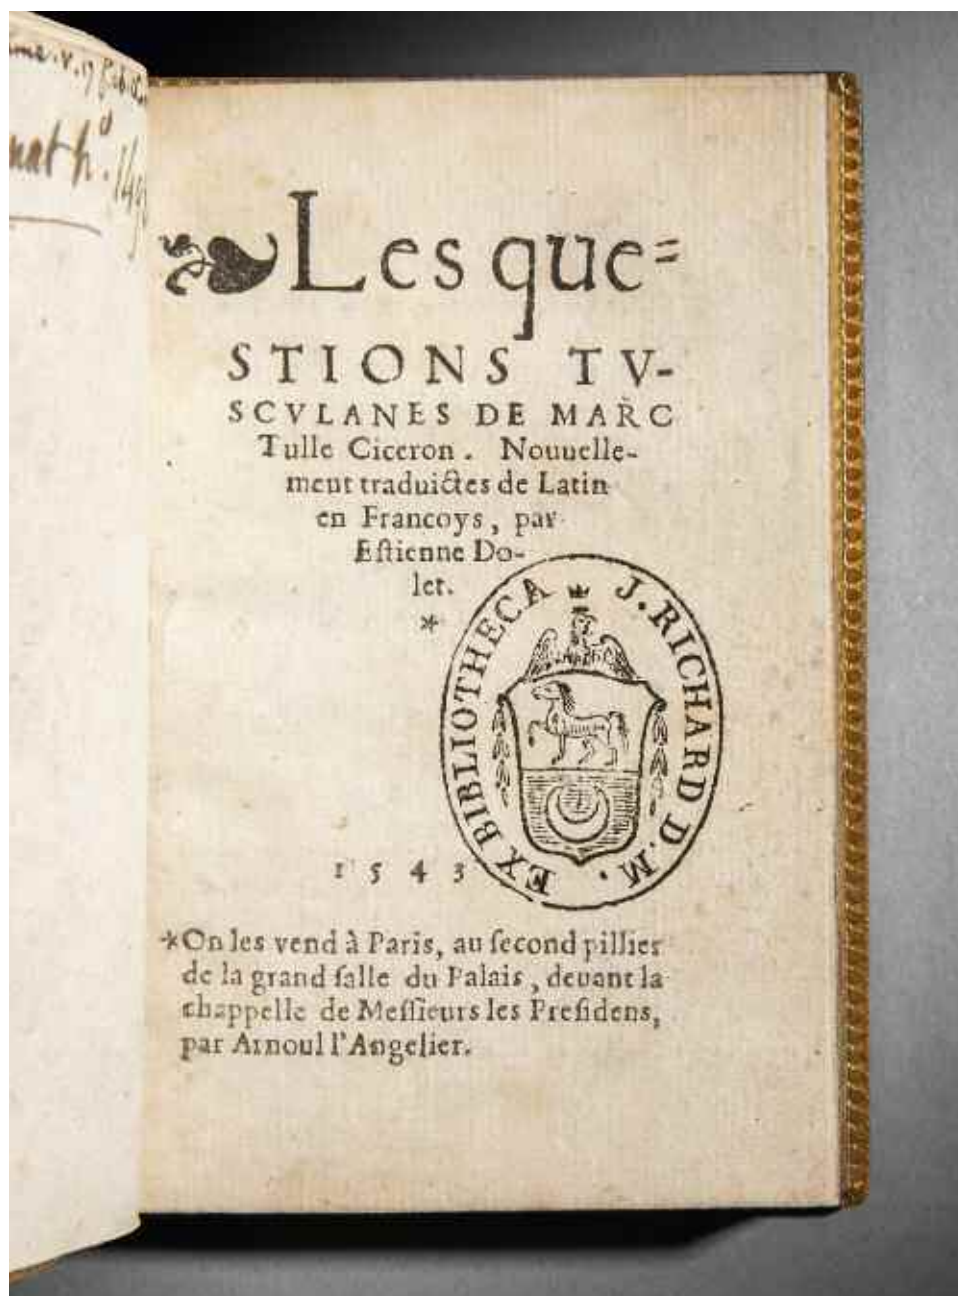 Les que=
STIONS TV-
SCVLANES DE MARC
Tulle Ciceron. Nouuelle-
ment traduictes de Latin
en Francoys, par
Estienne Do-
let.
*
EX BIBLIOTHECA J. RICHARD D. M.
1543
*On les vend à Paris, au second pillier
de la grand salle du Palais, deuant la
chappelle de Messieurs les Presidens,
par Arnoul l'Angelier.